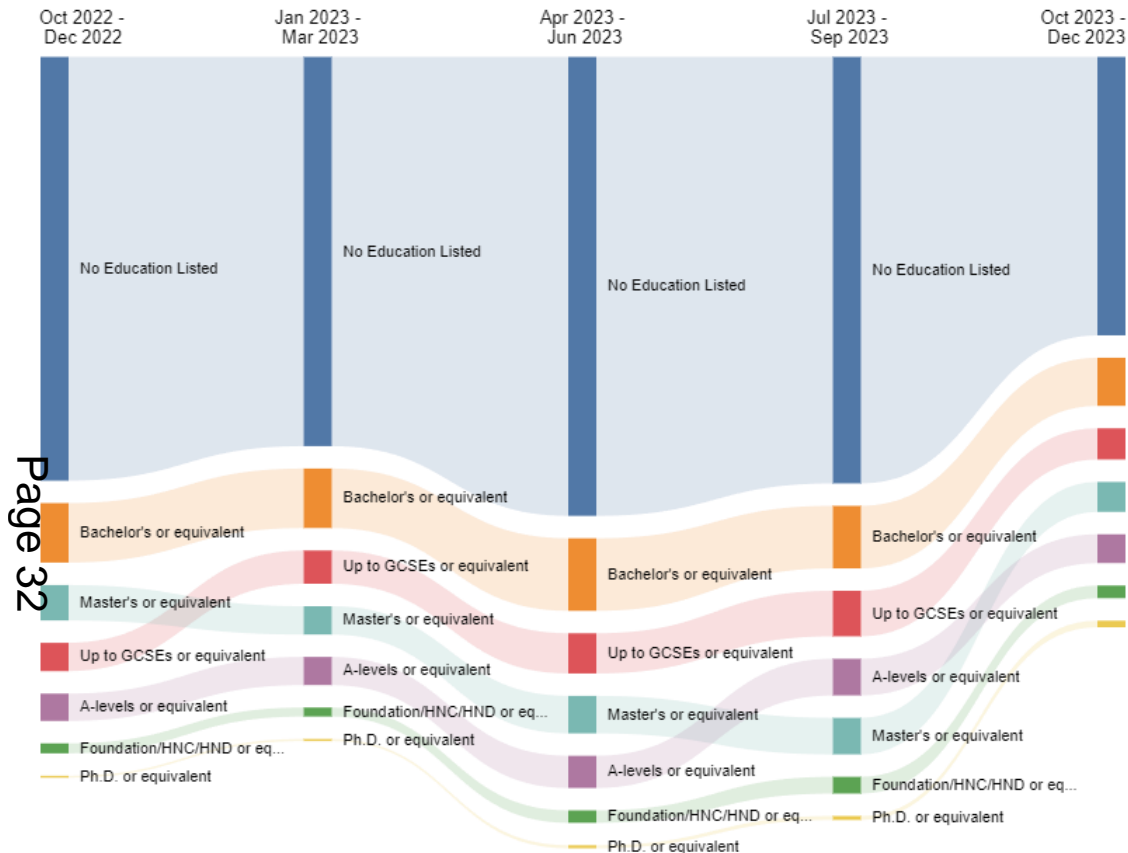 Oct 2022 -
Dec 2022
Jan 2023 -
Mar 2023
Apr 2023 -
Jun 2023
Jul 2023 -
Sep 2023
Oct 2023 -
Dec 2023
No Education Listed
Bachelor's or equivalent
Master's or equivalent
Up to GCSEs or equivalent
A-levels or equivalent
Foundation/HNC/HND or eq...
Ph.D. or equivalent
No Education Listed
Bachelor's or equivalent
Up to GCSEs or equivalent
Master's or equivalent
A-levels or equivalent
Foundation/HNC/HND or eq...
Ph.D. or equivalent
No Education Listed
Bachelor's or equivalent
Up to GCSEs or equivalent
Master's or equivalent
A-levels or equivalent
Foundation/HNC/HND or eq...
Ph.D. or equivalent
No Education Listed
Bachelor's or equivalent
Up to GCSEs or equivalent
A-levels or equivalent
Master's or equivalent
Foundation/HNC/HND or eq...
Ph.D. or equivalent
Page 32